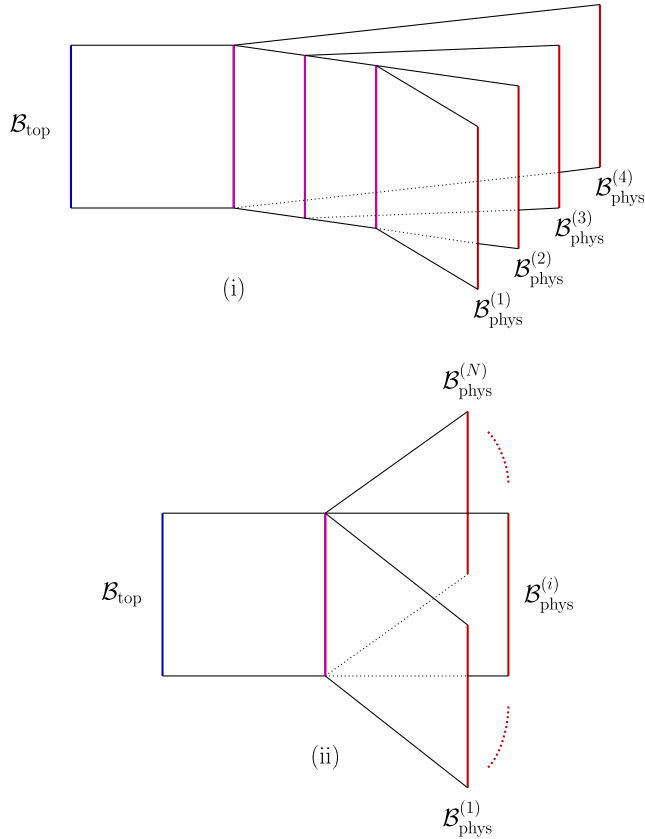 𝓑_top
𝓑_phys^(4)
𝓑_phys^(3)
𝓑_phys^(2)
𝓑_phys^(1)
(i)
𝓑_phys^(N)
𝓑_top
𝓑_phys^(i)
(ii)
𝓑_phys^(1)